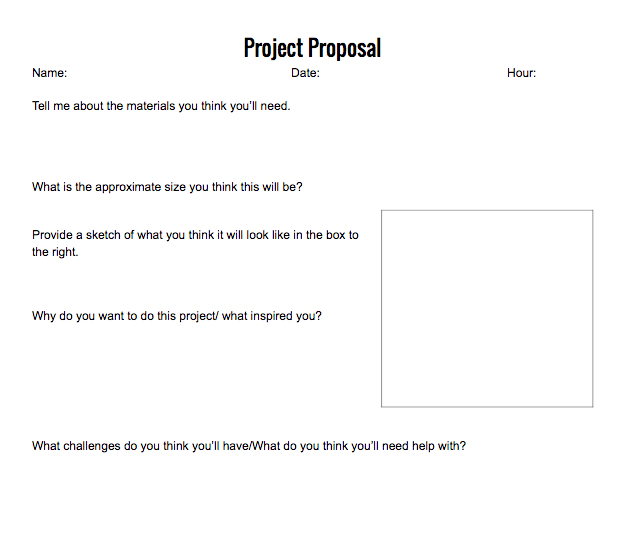 Project Proposal
Name: Date: Hour:
Tell me about the materials you think you’ll need.
What is the approximate size you think this will be?
Provide a sketch of what you think it will look like in the box to
the right.
Why do you want to do this project/ what inspired you?
What challenges do you think you’ll have/What do you think you’ll need help with?